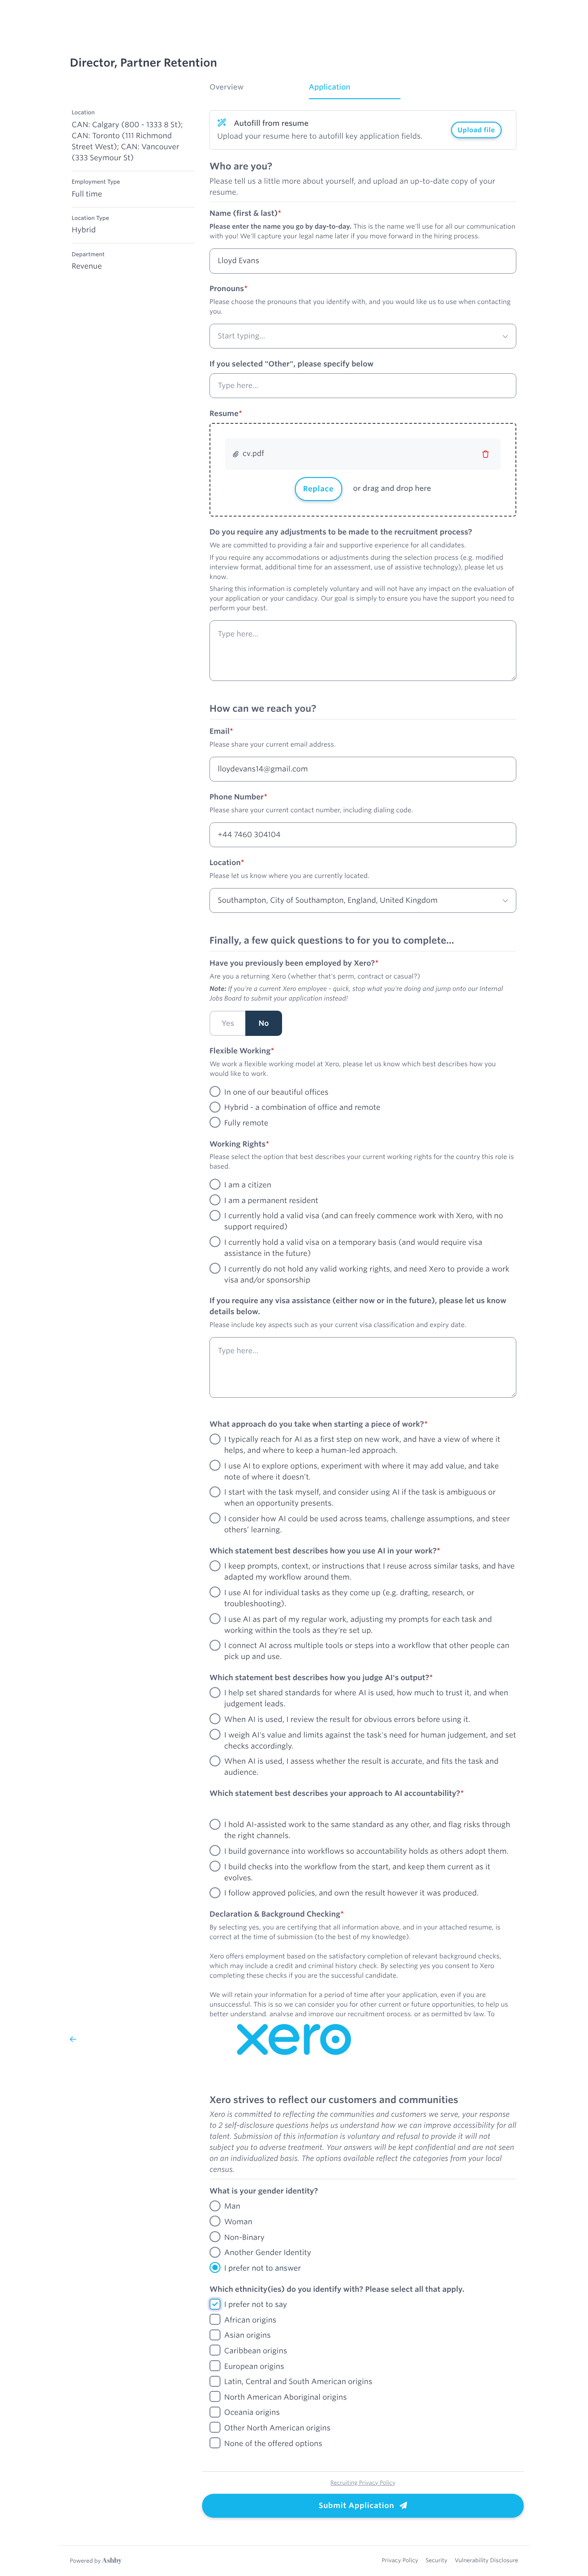 Director, Partner Retention
Overview
Application
Location
CAN: Calgary (800 - 1333 8 St);
CAN: Toronto (111 Richmond
Street West); CAN: Vancouver
(333 Seymour St)
Employment Type
Full time
Location Type
Hybrid
Department
Revenue
Autofill from resume
Upload your resume here to autofill key application fields.
Upload file
Who are you?
Please tell us a little more about yourself, and upload an up-to-date copy of your
resume.
Name (first & last)*
Please enter the name you go by day-to-day. This is the name we'll use for all our communication
with you! We'll capture your legal name later if you move forward in the hiring process.
Lloyd Evans
Pronouns*
Please choose the pronouns that you identify with, and you would like us to use when contacting
you.
Start typing...
If you selected "Other", please specify below
Type here...
Resume*
cv.pdf
Replace
or drag and drop here
Do you require any adjustments to be made to the recruitment process?
We are committed to providing a fair and supportive experience for all candidates.
If you require any accommodations or adjustments during the selection process (e.g. modified
interview format, additional time for an assessment, use of assistive technology), please let us
know.
Sharing this information is completely voluntary and will not have any impact on the evaluation of
your application or your candidacy. Our goal is simply to ensure you have the support you need to
perform your best.
Type here...
How can we reach you?
Email*
Please share your current email address.
lloydevans14@gmail.com
Phone Number*
Please share your current contact number, including dialing code.
+44 7460 304104
Location*
Please let us know where you are currently located.
Southampton, City of Southampton, England, United Kingdom
Finally, a few quick questions to for you to complete...
Have you previously been employed by Xero?*
Are you a returning Xero (whether that's perm, contract or casual?)
Note: If you're a current Xero employee - quick, stop what you're doing and jump onto our Internal
Jobs Board to submit your application instead!
Yes
No
Flexible Working*
We work a flexible working model at Xero, please let us know which best describes how you
would like to work.
In one of our beautiful offices
Hybrid - a combination of office and remote
Fully remote
Working Rights*
Please select the option that best describes your current working rights for the country this role is
based.
I am a citizen
I am a permanent resident
I currently hold a valid visa (and can freely commence work with Xero, with no
support required)
I currently hold a valid visa on a temporary basis (and would require visa
assistance in the future)
I currently do not hold any valid working rights, and need Xero to provide a work
visa and/or sponsorship
If you require any visa assistance (either now or in the future), please let us know
details below.
Please include key aspects such as your current visa classification and expiry date.
Type here...
What approach do you take when starting a piece of work?*
I typically reach for AI as a first step on new work, and have a view of where it
helps, and where to keep a human-led approach.
I use AI to explore options, experiment with where it may add value, and take
note of where it doesn't.
I start with the task myself, and consider using AI if the task is ambiguous or
when an opportunity presents.
I consider how AI could be used across teams, challenge assumptions, and steer
others' learning.
Which statement best describes how you use AI in your work?*
I keep prompts, context, or instructions that I reuse across similar tasks, and have
adapted my workflow around them.
I use AI for individual tasks as they come up (e.g. drafting, research, or
troubleshooting).
I use AI as part of my regular work, adjusting my prompts for each task and
working within the tools as they're set up.
I connect AI across multiple tools or steps into a workflow that other people can
pick up and use.
Which statement best describes how you judge AI's output?*
I help set shared standards for where AI is used, how much to trust it, and when
judgement leads.
When AI is used, I review the result for obvious errors before using it.
I weigh AI's value and limits against the task's need for human judgement, and set
checks accordingly.
When AI is used, I assess whether the result is accurate, and fits the task and
audience.
Which statement best describes your approach to AI accountability?*
I hold AI-assisted work to the same standard as any other, and flag risks through
the right channels.
I build governance into workflows so accountability holds as others adopt them.
I build checks into the workflow from the start, and keep them current as it
evolves.
I follow approved policies, and own the result however it was produced.
Declaration & Background Checking*
By selecting yes, you are certifying that all information above, and in your attached resume, is
correct at the time of submission (to the best of my knowledge).
Xero offers employment based on the satisfactory completion of relevant background checks,
which may include a credit and criminal history check. By selecting yes you consent to Xero
completing these checks if you are the successful candidate.
We will retain your information for a period of time after your application, even if you are
unsuccessful. This is so we can consider you for other current or future opportunities, to help us
better understand, analyse and improve our recruitment process, or as permitted by law. To
xero
Xero strives to reflect our customers and communities
Xero is committed to reflecting the communities and customers we serve, your response
to 2 self-disclosure questions helps us understand how we can improve accessibility for all
talent. Submission of this information is voluntary and refusal to provide it will not
subject you to adverse treatment. Your answers will be kept confidential and are not seen
on an individualized basis. The options available reflect the categories from your local
census.
What is your gender identity?
Man
Woman
Non-Binary
Another Gender Identity
I prefer not to answer
Which ethnicity(ies) do you identify with? Please select all that apply.
I prefer not to say
African origins
Asian origins
Caribbean origins
European origins
Latin, Central and South American origins
North American Aboriginal origins
Oceania origins
Other North American origins
None of the offered options
Recruiting Privacy Policy
Submit Application
Powered by Ashby
Privacy Policy
Security
Vulnerability Disclosure